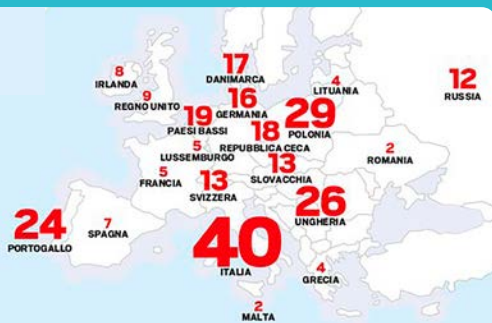 8
IRLANDA
9
REGNO UNITO
17
DANIMARCA
4
LITUANIA
12
RUSSIA
19
PAESI BASSI
16
GERMANIA
29
POLONIA
5
LUSSEMBURGO
18
REPUBBLICA CECA
2
ROMANIA
5
FRANCIA
13
SVIZZERA
13
SLOVACCHIA
24
PORTOGALLO
7
SPAGNA
26
UNGHERIA
40
ITALIA
4
GRECIA
2
MALTA